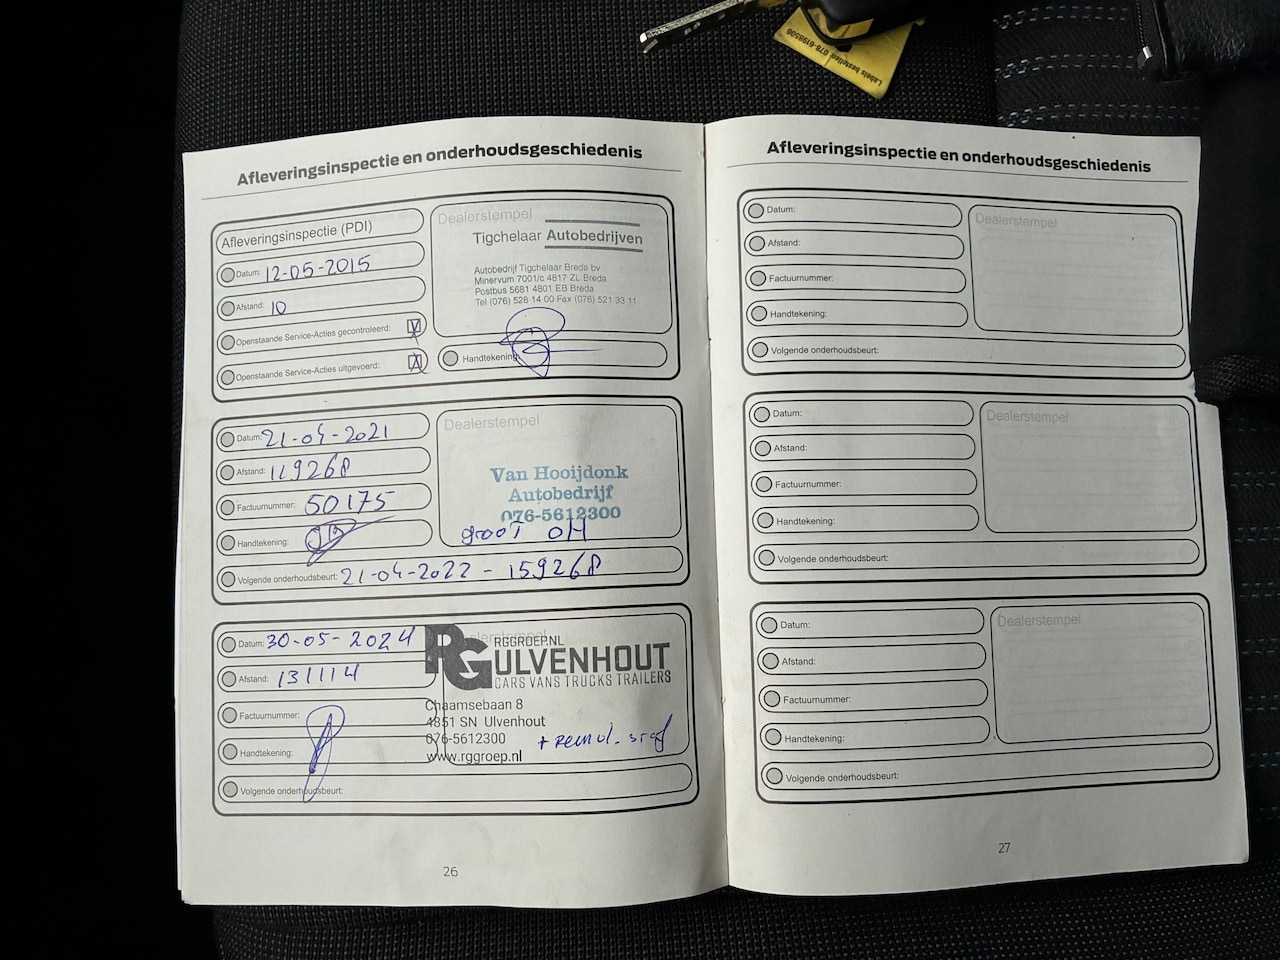 Labels bestellen: 078-6198506
Afleveringsinspectie en onderhoudsgeschiedenis
Afleveringsinspectie (PDI)
Datum: 12-05-2015
Afstand: 10
Openstaande Service-Acties gecontroleerd:
Openstaande Service-Acties uitgevoerd:
Dealerstempel
Tigchelaar Autobedrijven
Autobedrijf Tigchelaar Breda bv
Minervum 7001/c 4817 ZL Breda
Postbus 5681 4801 EB Breda
Tel (076) 528 14 00 Fax (076) 521 33 11
Handtekening:
Datum: 21-04-2021
Afstand: 119268
Factuurnummer: 50175
Handtekening:
Dealerstempel
Van Hooijdonk
Autobedrijf
076-5612300
groot OH
Volgende onderhoudsbeurt: 21-04-2022 - 159268
Datum: 30-05-2024
Afstand: 131114
Factuurnummer:
Handtekening:
Dealerstempel
RG
RGGROEP.NL
ULVENHOUT
CARS VANS TRUCKS TRAILERS
Chaamsebaan 8
4851 SN Ulvenhout
076-5612300
www.rggroep.nl
Volgende onderhoudsbeurt:
26
Afleveringsinspectie en onderhoudsgeschiedenis
Datum:
Afstand:
Factuurnummer:
Handtekening:
Dealerstempel
Volgende onderhoudsbeurt:
Datum:
Afstand:
Factuurnummer:
Handtekening:
Dealerstempel
Volgende onderhoudsbeurt:
Datum:
Afstand:
Factuurnummer:
Handtekening:
Dealerstempel
Volgende onderhoudsbeurt:
27